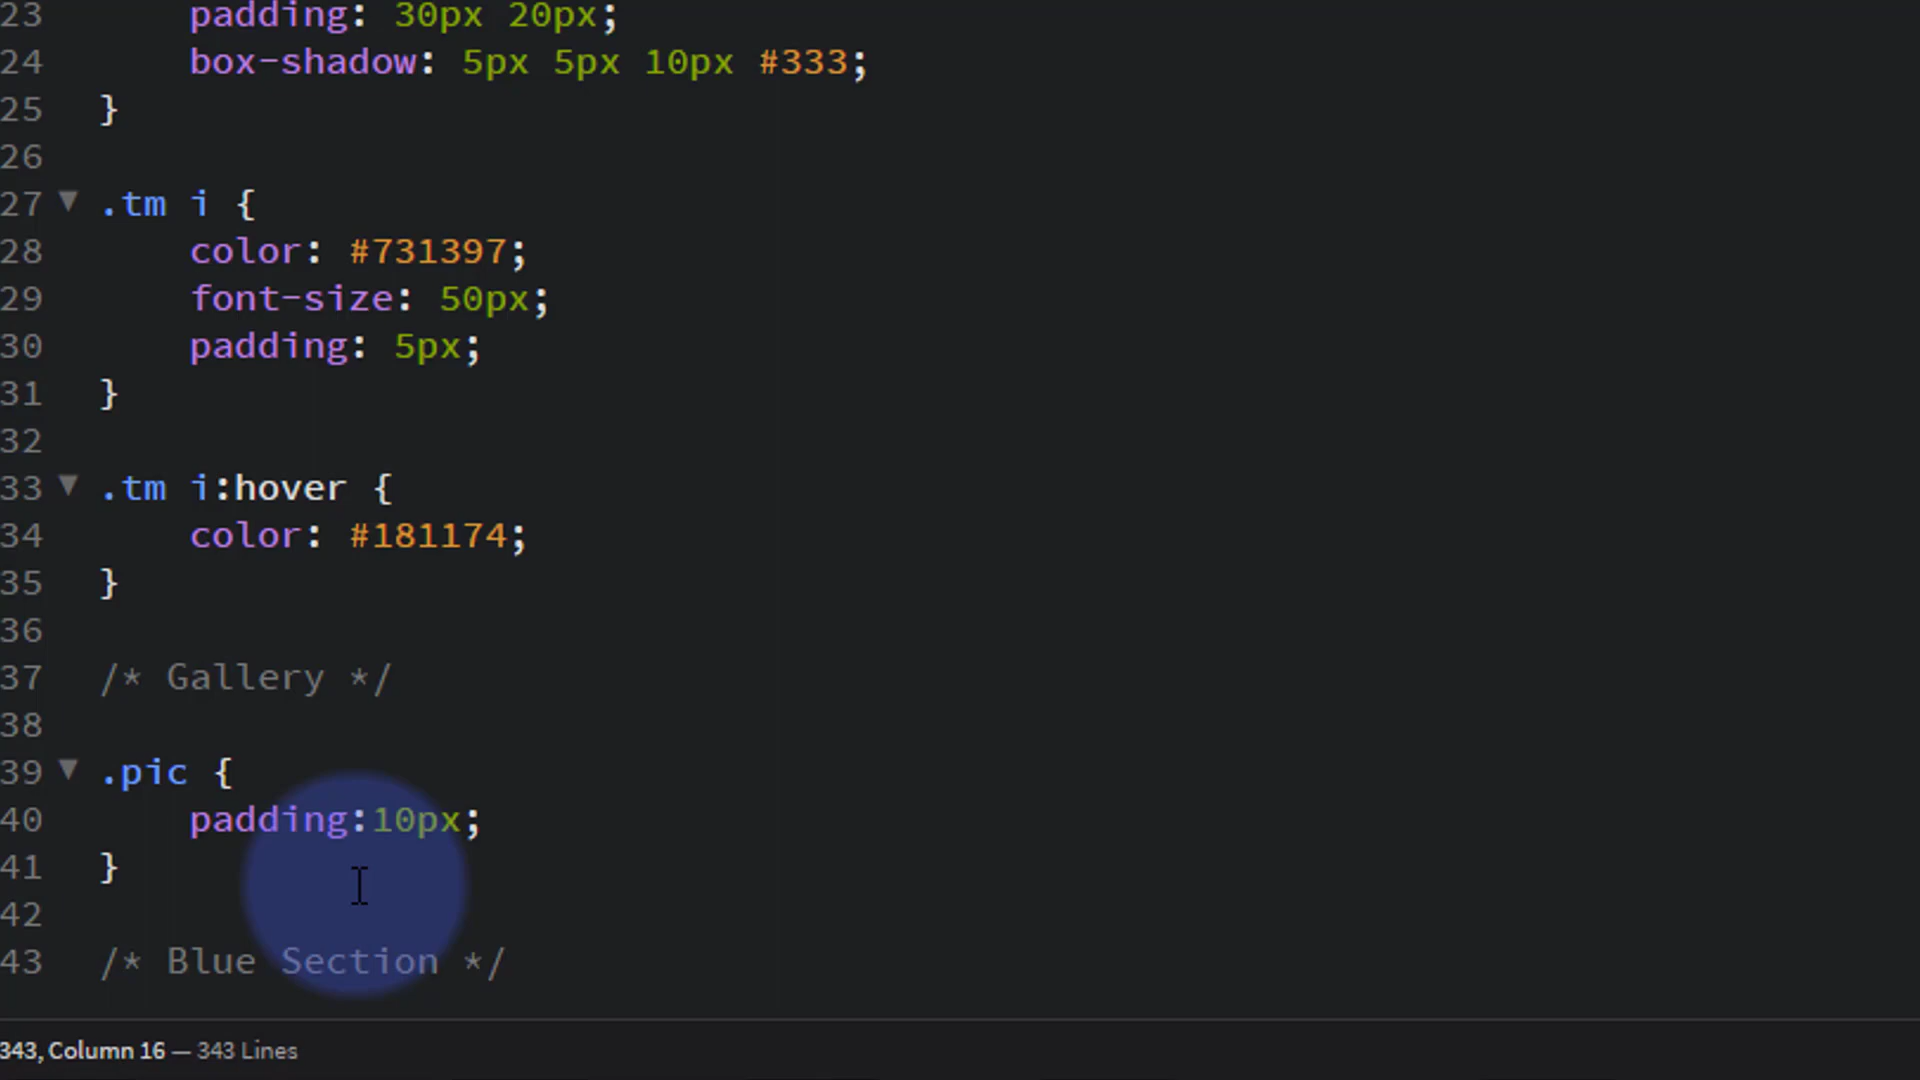 23 padding: 30px 20px;
24 box-shadow: 5px 5px 10px #333;
25 }
26
27 .tm i {
28 color: #731397;
29 font-size: 50px;
30 padding: 5px;
31 }
32
33 .tm i:hover {
34 color: #181174;
35 }
36
37 /* Gallery */
38
39 .pic {
40 padding:10px;
41 }
42
43 /* Blue Section */
343, Column 16 — 343 Lines